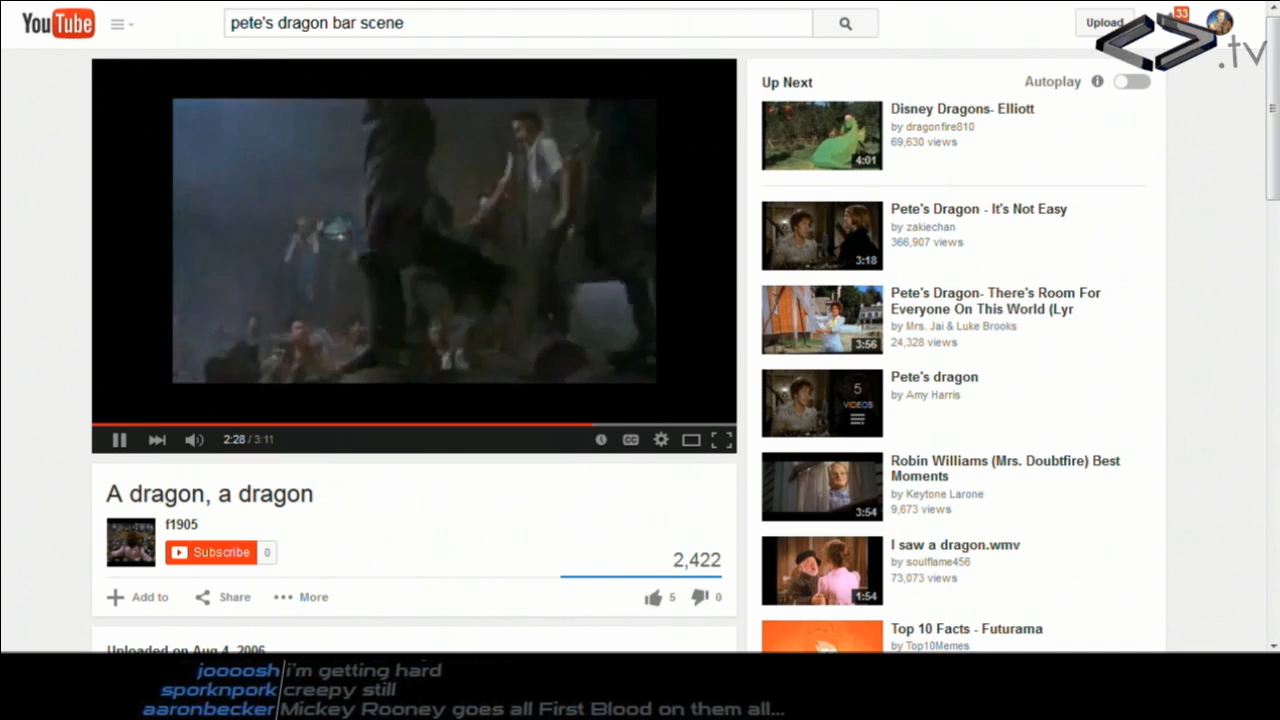 YouTube
pete's dragon bar scene
Upload
33
<>.tv
Up Next
Autoplay
Disney Dragons- Elliott
by dragonfire810
69,630 views
4:01
Pete's Dragon - It's Not Easy
by zakiechan
366,907 views
3:18
Pete's Dragon- There's Room For
Everyone On This World (Lyr
by Mrs. Jai & Luke Brooks
24,328 views
3:56
Pete's dragon
by Amy Harris
5
VIDEOS
Robin Williams (Mrs. Doubtfire) Best
Moments
by Keytone Larone
9,673 views
3:54
I saw a dragon.wmv
by soulflame456
73,073 views
1:54
Top 10 Facts - Futurama
by Top10Memes
2:28 / 3:11
CC
A dragon, a dragon
f1905
Subscribe 0
2,422
Add to Share More 5 0
Uploaded on Aug 4, 2006
joooosh i'm getting hard
sporknpork creepy still
aaronbecker Mickey Rooney goes all First Blood on them all...